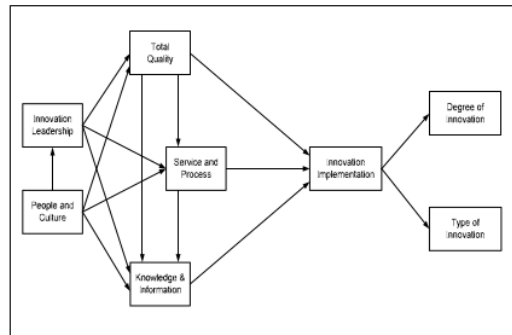 Total
Quality
Degree of
Innovation
Innovation
Leadership
Service and
Process
Innovation
Implementation
People and
Culture
Type of
Innovation
Knowledge &
Information